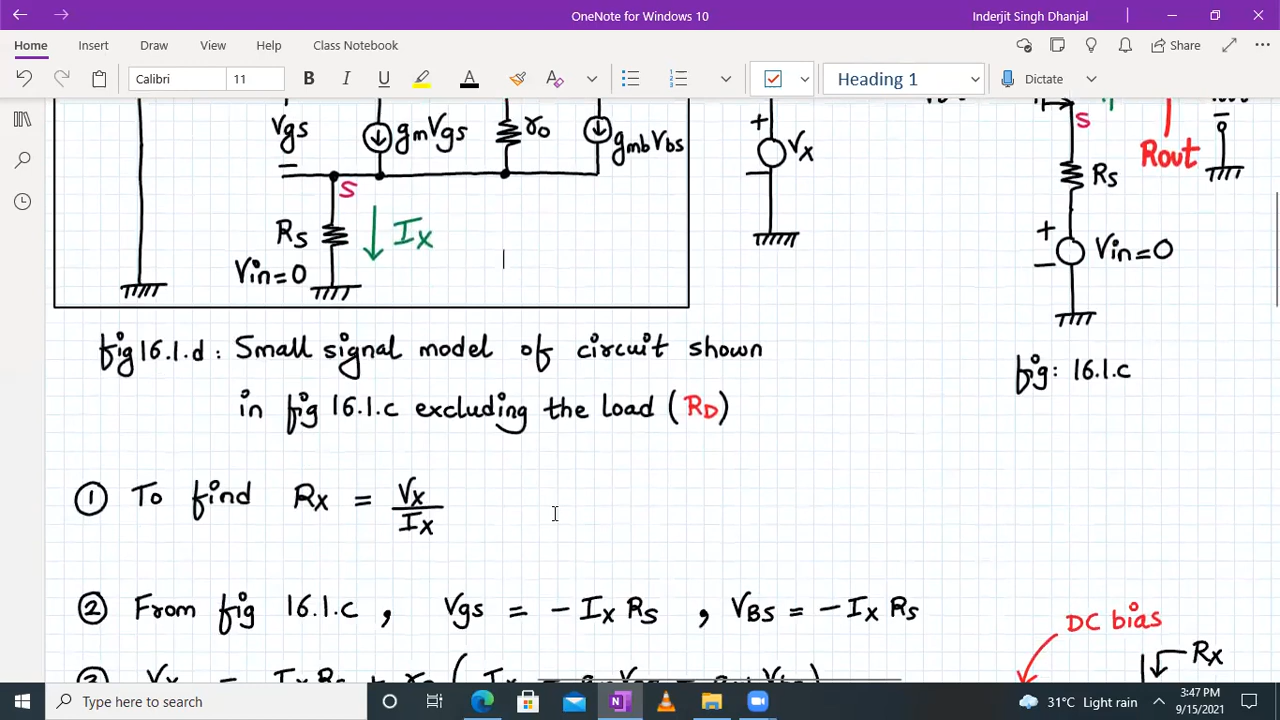 OneNote for Windows 10
Inderjit Singh Dhanjal
Home Insert Draw View Help Class Notebook
Share
Calibri 11 B I U A Heading 1 Dictate
Vgs gmVgs ro gmbVbs
+ Vx
S
S
Rout
Rs Ix
Rs
Vin=0
+ Vin=0
fig 16.1.d : Small signal model of circuit shown
in fig 16.1.c excluding the load (RD)
fig: 16.1.c
① To find Rx = Vx
Ix
② From fig 16.1.c , Vgs = - Ix Rs , VBS = - Ix Rs
DC bias
Rx
③ Vx
Type here to search
31°C Light rain
3:47 PM
9/15/2021